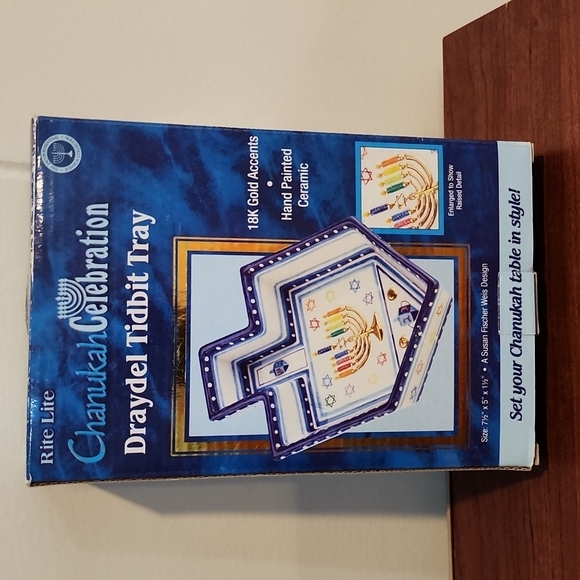 Rite Lite
Chanukah Celebration
Draydel Tidbit Tray
18K Gold Accents
•
Hand Painted
Ceramic
Enlarged to Show
Raised Detail
Size: 7½" x 5" x 1½" • A Susan Fischer Weis Design
Set your Chanukah table in style!